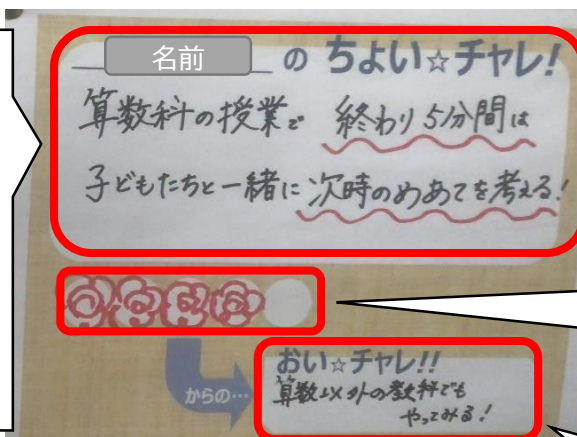 名前 の ちょい☆チャレ!
算数科の授業で 終わり5分間は
子どもたちと一緒に次時のめあてを考える!
からの…
おい☆チャレ!!
算数以外の教科でも
やってみる!